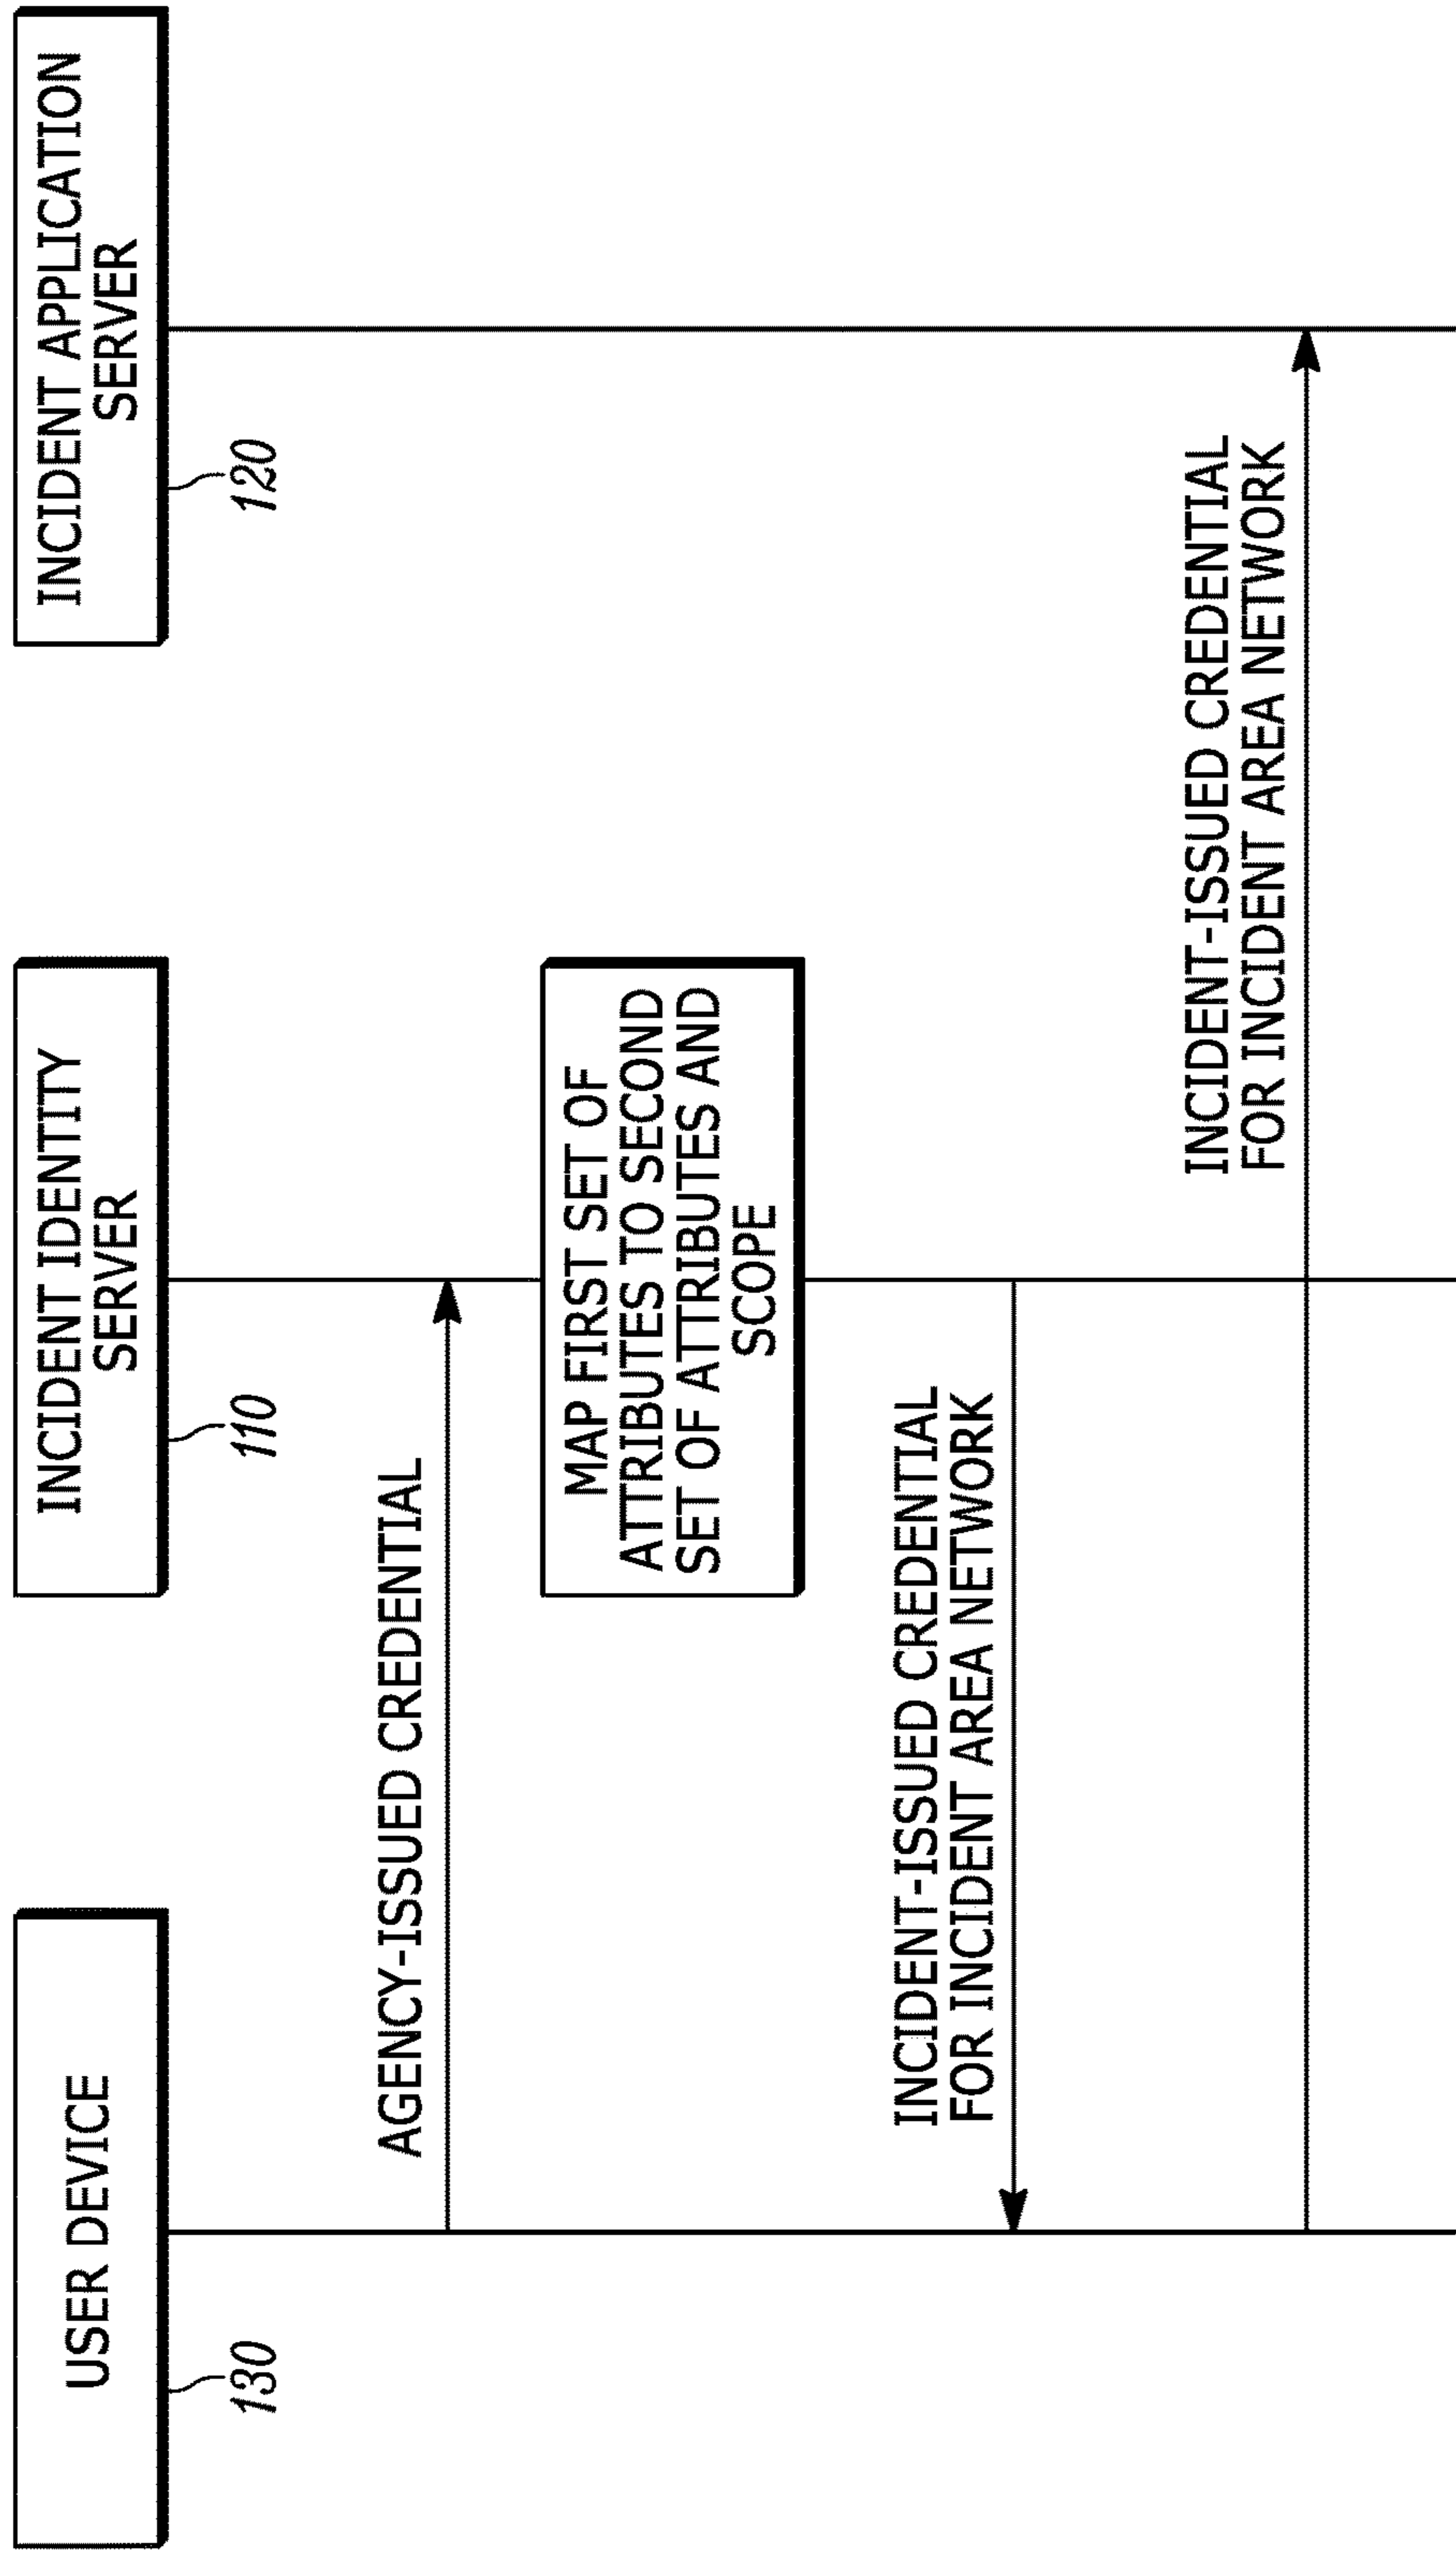 USER DEVICE
130
INCIDENT IDENTITY
SERVER
110
INCIDENT APPLICATION
SERVER
120
AGENCY-ISSUED CREDENTIAL
MAP FIRST SET OF
ATTRIBUTES TO SECOND
SET OF ATTRIBUTES AND
SCOPE
INCIDENT-ISSUED CREDENTIAL
FOR INCIDENT AREA NETWORK
INCIDENT-ISSUED CREDENTIAL
FOR INCIDENT AREA NETWORK